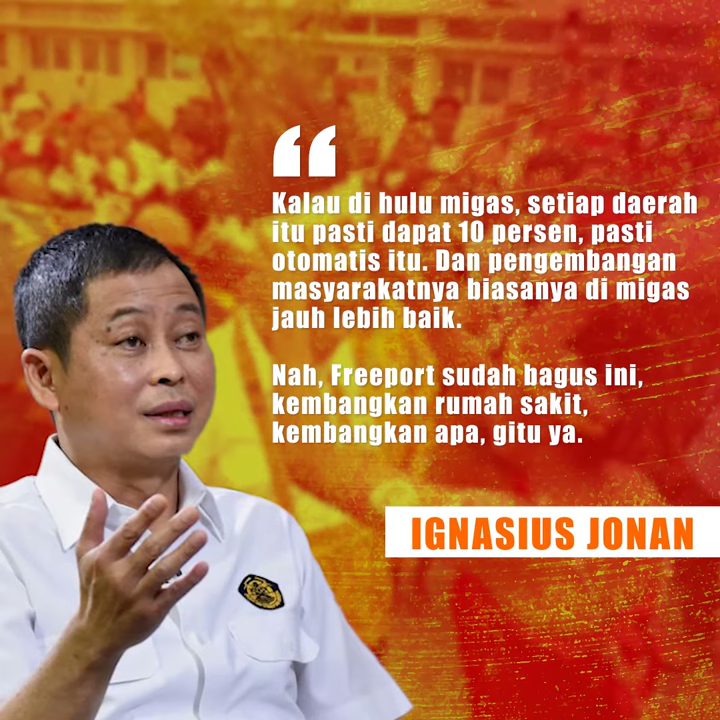 Kalau di hulu migas, setiap daerah
itu pasti dapat 10 persen, pasti
otomatis itu. Dan pengembangan
masyarakatnya biasanya di migas
jauh lebih baik.
Nah, Freeport sudah bagus ini,
kembangkan rumah sakit,
kembangkan apa, gitu ya.
IGNASIUS JONAN